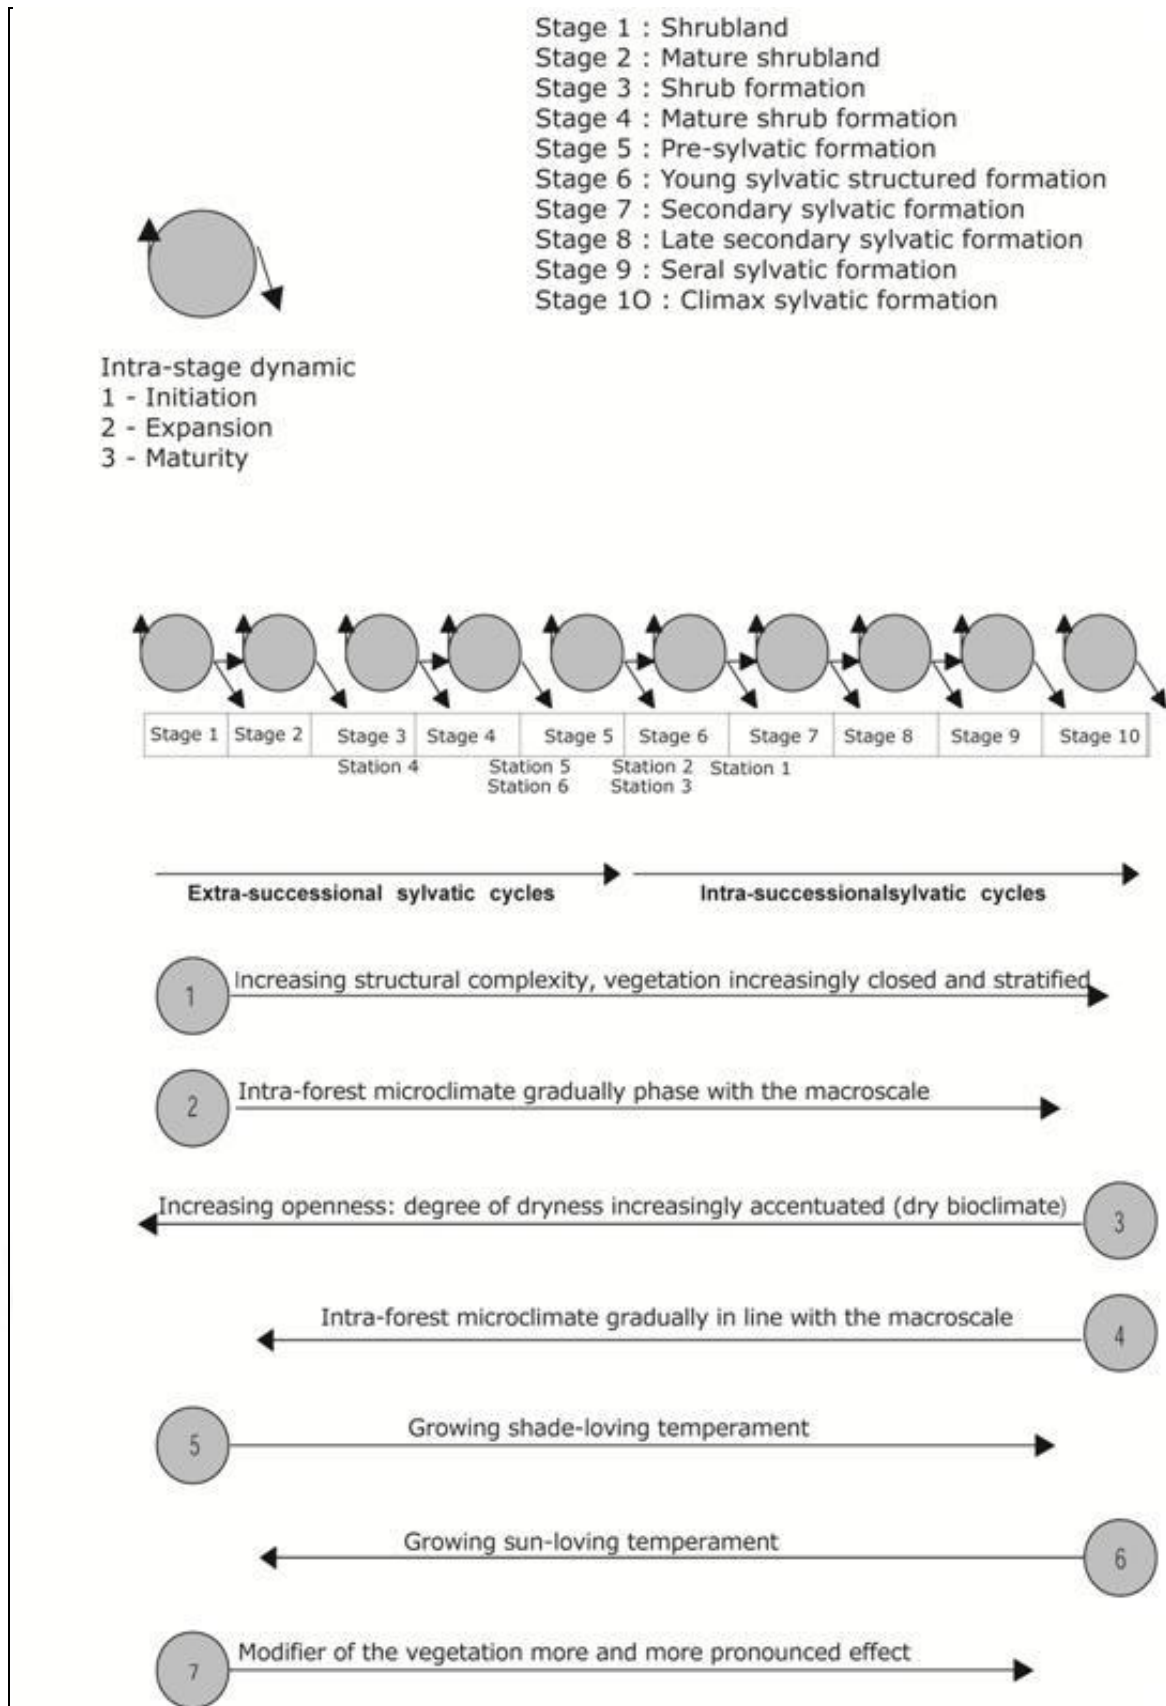 Stage 1 : Shrubland
Stage 2 : Mature shrubland
Stage 3 : Shrub formation
Stage 4 : Mature shrub formation
Stage 5 : Pre-sylvatic formation
Stage 6 : Young sylvatic structured formation
Stage 7 : Secondary sylvatic formation
Stage 8 : Late secondary sylvatic formation
Stage 9 : Seral sylvatic formation
Stage 1O : Climax sylvatic formation
Intra-stage dynamic
1 - Initiation
2 - Expansion
3 - Maturity
Stage 1 Stage 2 Stage 3 Stage 4 Stage 5 Stage 6 Stage 7 Stage 8 Stage 9 Stage 10
Station 4 Station 5 Station 2 Station 1
Station 6 Station 3
Extra-successional sylvatic cycles Intra-successionalsylvatic cycles
1 Increasing structural complexity, vegetation increasingly closed and stratified
2 Intra-forest microclimate gradually phase with the macroscale
Increasing openness: degree of dryness increasingly accentuated (dry bioclimate) 3
Intra-forest microclimate gradually in line with the macroscale 4
5 Growing shade-loving temperament
Growing sun-loving temperament 6
7 Modifier of the vegetation more and more pronounced effect